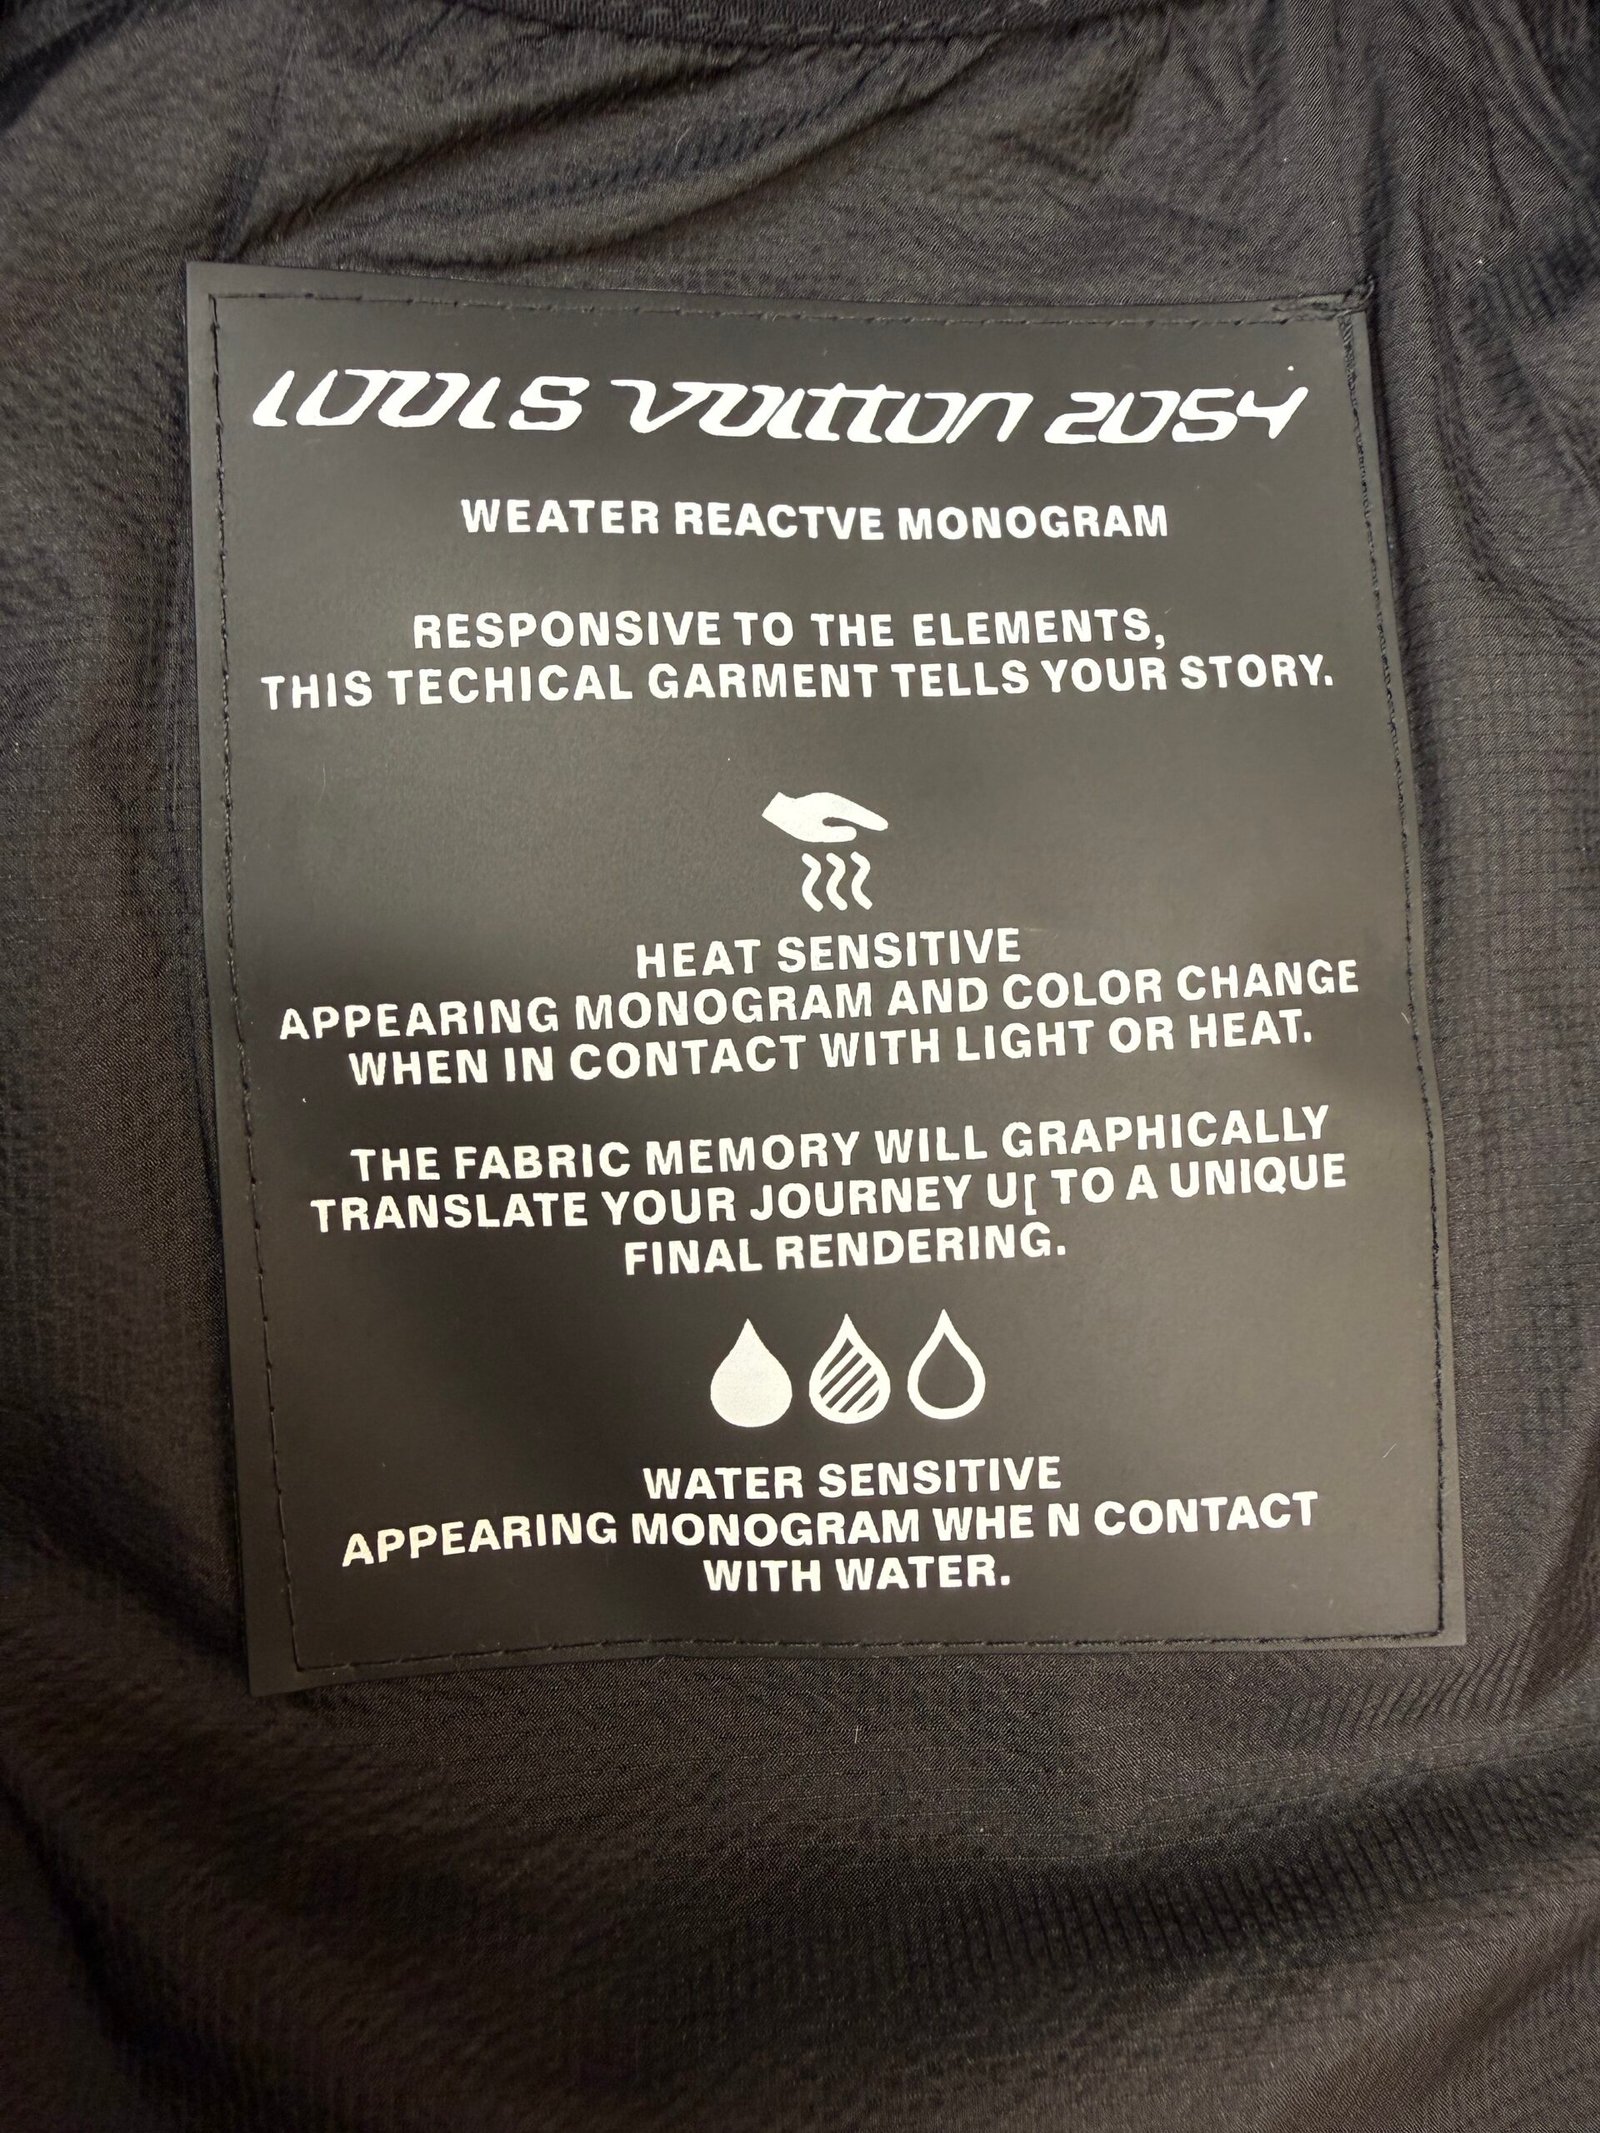 LOUIS VUITTON 2054
WEATER REACTVE MONOGRAM
RESPONSIVE TO THE ELEMENTS,
THIS TECHICAL GARMENT TELLS YOUR STORY.
HEAT SENSITIVE
APPEARING MONOGRAM AND COLOR CHANGE
WHEN IN CONTACT WITH LIGHT OR HEAT.
THE FABRIC MEMORY WILL GRAPHICALLY
TRANSLATE YOUR JOURNEY U[ TO A UNIQUE
FINAL RENDERING.
WATER SENSITIVE
APPEARING MONOGRAM WHE N CONTACT
WITH WATER.